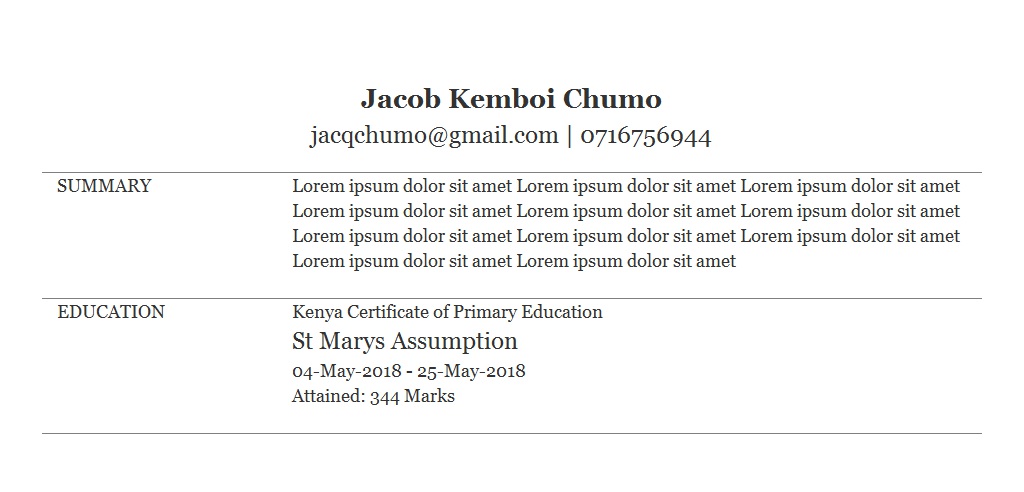 Jacob Kemboi Chumo
jacqchumo@gmail.com | 0716756944
SUMMARY
Lorem ipsum dolor sit amet Lorem ipsum dolor sit amet Lorem ipsum dolor sit amet
Lorem ipsum dolor sit amet Lorem ipsum dolor sit amet Lorem ipsum dolor sit amet
Lorem ipsum dolor sit amet Lorem ipsum dolor sit amet Lorem ipsum dolor sit amet
Lorem ipsum dolor sit amet Lorem ipsum dolor sit amet
EDUCATION
Kenya Certificate of Primary Education
St Marys Assumption
04-May-2018 - 25-May-2018
Attained: 344 Marks